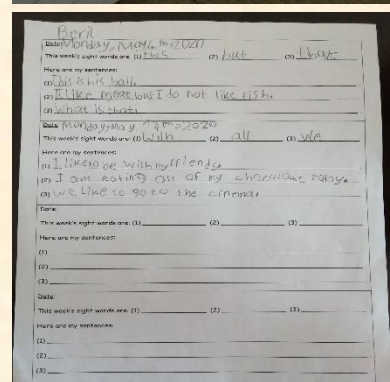 Beril
Date: Monday, May 4th, 2020
This week's sight words are: (1) this (2) but (3) that
Here are my sentences:
(1) This is his ball.
(2) I like meat but I do not like fish.
(3) What is that.
Date: Monday, May 2020
This week's sight words are: (1) With (2) all (3) We
Here are my sentences:
(1) I like to be with my friends.
(2) I am eating all of my chocolate today.
(3) We like to go to the cinema.
Date:
This week's sight words are: (1) (2) (3)
Here are my sentences:
(1)
(2)
(3)
Date:
This week's sight words are: (1) (2) (3)
Here are my sentences:
(1)
(2)
(3)